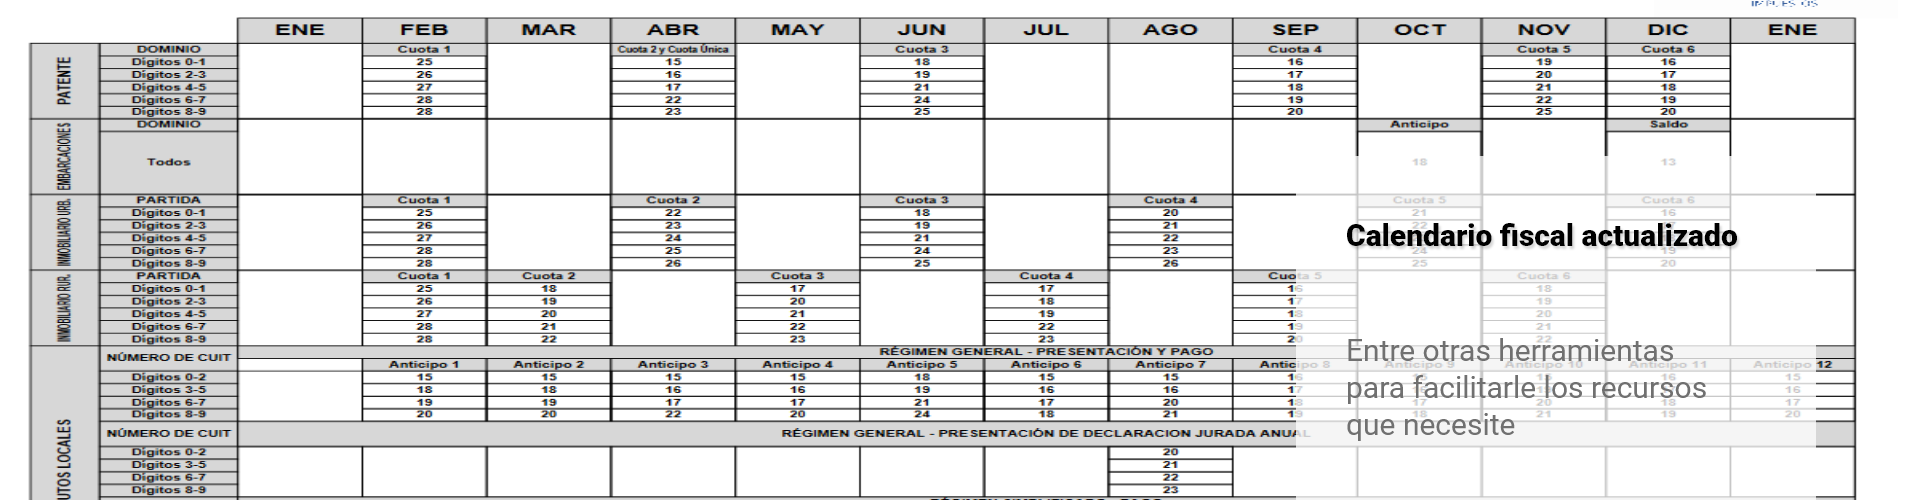 ENE FEB MAR ABR MAY JUN JUL AGO SEP OCT NOV DIC ENE
PATENTE
DOMINIO Cuota 1 Cuota 2 y Cuota Única Cuota 3 Cuota 4 Cuota 5 Cuota 6
Dígitos 0-1 25 15 18 16 19 16
Dígitos 2-3 26 16 19 17 20 17
Dígitos 4-5 27 17 21 18 21 18
Dígitos 6-7 28 22 24 19 22 19
Dígitos 8-9 28 23 25 20 25 20
EMBARCACIONES
DOMINIO Anticipo Saldo
Todos 18 13
INMOBILIARIO URB.
PARTIDA Cuota 1 Cuota 2 Cuota 3 Cuota 4 Cuota 5 Cuota 6
Dígitos 0-1 25 22 18 20 21 16
Dígitos 2-3 26 23 19 21
Dígitos 4-5 27 24 21 22
Dígitos 6-7 28 25 24 23 24 19
Dígitos 8-9 28 26 25 26 25 20
Calendario fiscal actualizado
INMOBILIARIO RUR.
PARTIDA Cuota 1 Cuota 2 Cuota 3 Cuota 4 Cuota 5 Cuota 6
Dígitos 0-1 25 18 17 17 16 18
Dígitos 2-3 26 19 20 18 17 19
Dígitos 4-5 27 20 21 19 18 20
Dígitos 6-7 28 21 22 22 19 21
Dígitos 8-9 28 22 23 23 20 22
UTOS LOCALES
NÚMERO DE CUIT RÉGIMEN GENERAL - PRESENTACIÓN Y PAGO
Anticipo 1 Anticipo 2 Anticipo 3 Anticipo 4 Anticipo 5 Anticipo 6 Anticipo 7 Anticipo 8 Anticipo 9 Anticipo 10 Anticipo 11 Anticipo 12
Dígitos 0-2 15 15 15 15 18 15 15 16 15
Dígitos 3-5 18 18 16 16 19 16 16 17 16
Dígitos 6-7 19 19 17 17 21 17 20 18 17 18 17
Dígitos 8-9 20 20 22 20 24 18 21 19 18 21 19 20
Entre otras herramientas
para facilitarle los recursos
que necesite
NÚMERO DE CUIT RÉGIMEN GENERAL - PRESENTACIÓN DE DECLARACION JURADA ANUAL
Dígitos 0-2 20
Dígitos 3-5 21
Dígitos 6-7 22
Dígitos 8-9 23